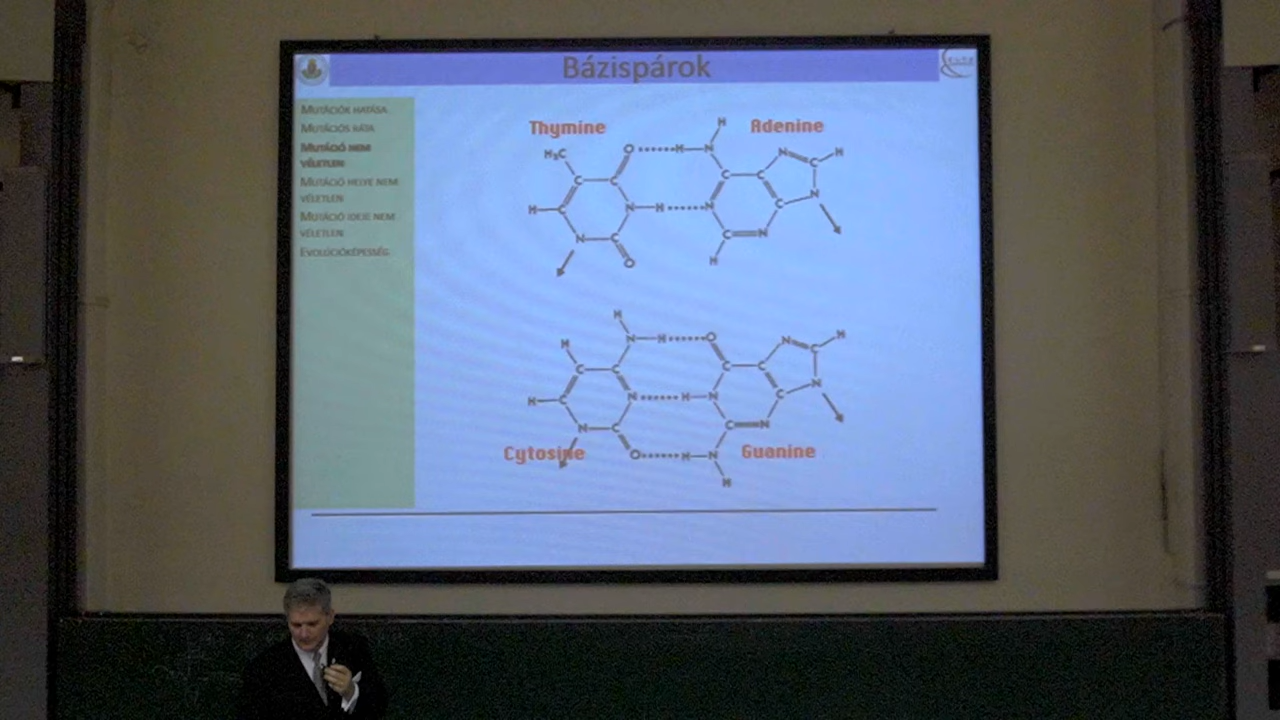 Bázispárok
ELTE
MUTÁCIÓK HATÁSA
MUTÁCIÓS RÁTA
MUTÁCIÓ NEM
VÉLETLEN
MUTÁCIÓ HELYE NEM
VÉLETLEN
MUTÁCIÓ IDEJE NEM
VÉLETLEN
EVOLÚCIÓKÉPESSÉG
Thymine
Adenine
H
H₃C
O
H N
N
C H
C
C
C
C
H C
N H
N
C
N
N
C
C
N
O
H
H
N H
O
N
C H
H
C
C
C
C
H C
N
H N
C
N
N
C
C
N
Cytosine
O
H N
Guanine
H